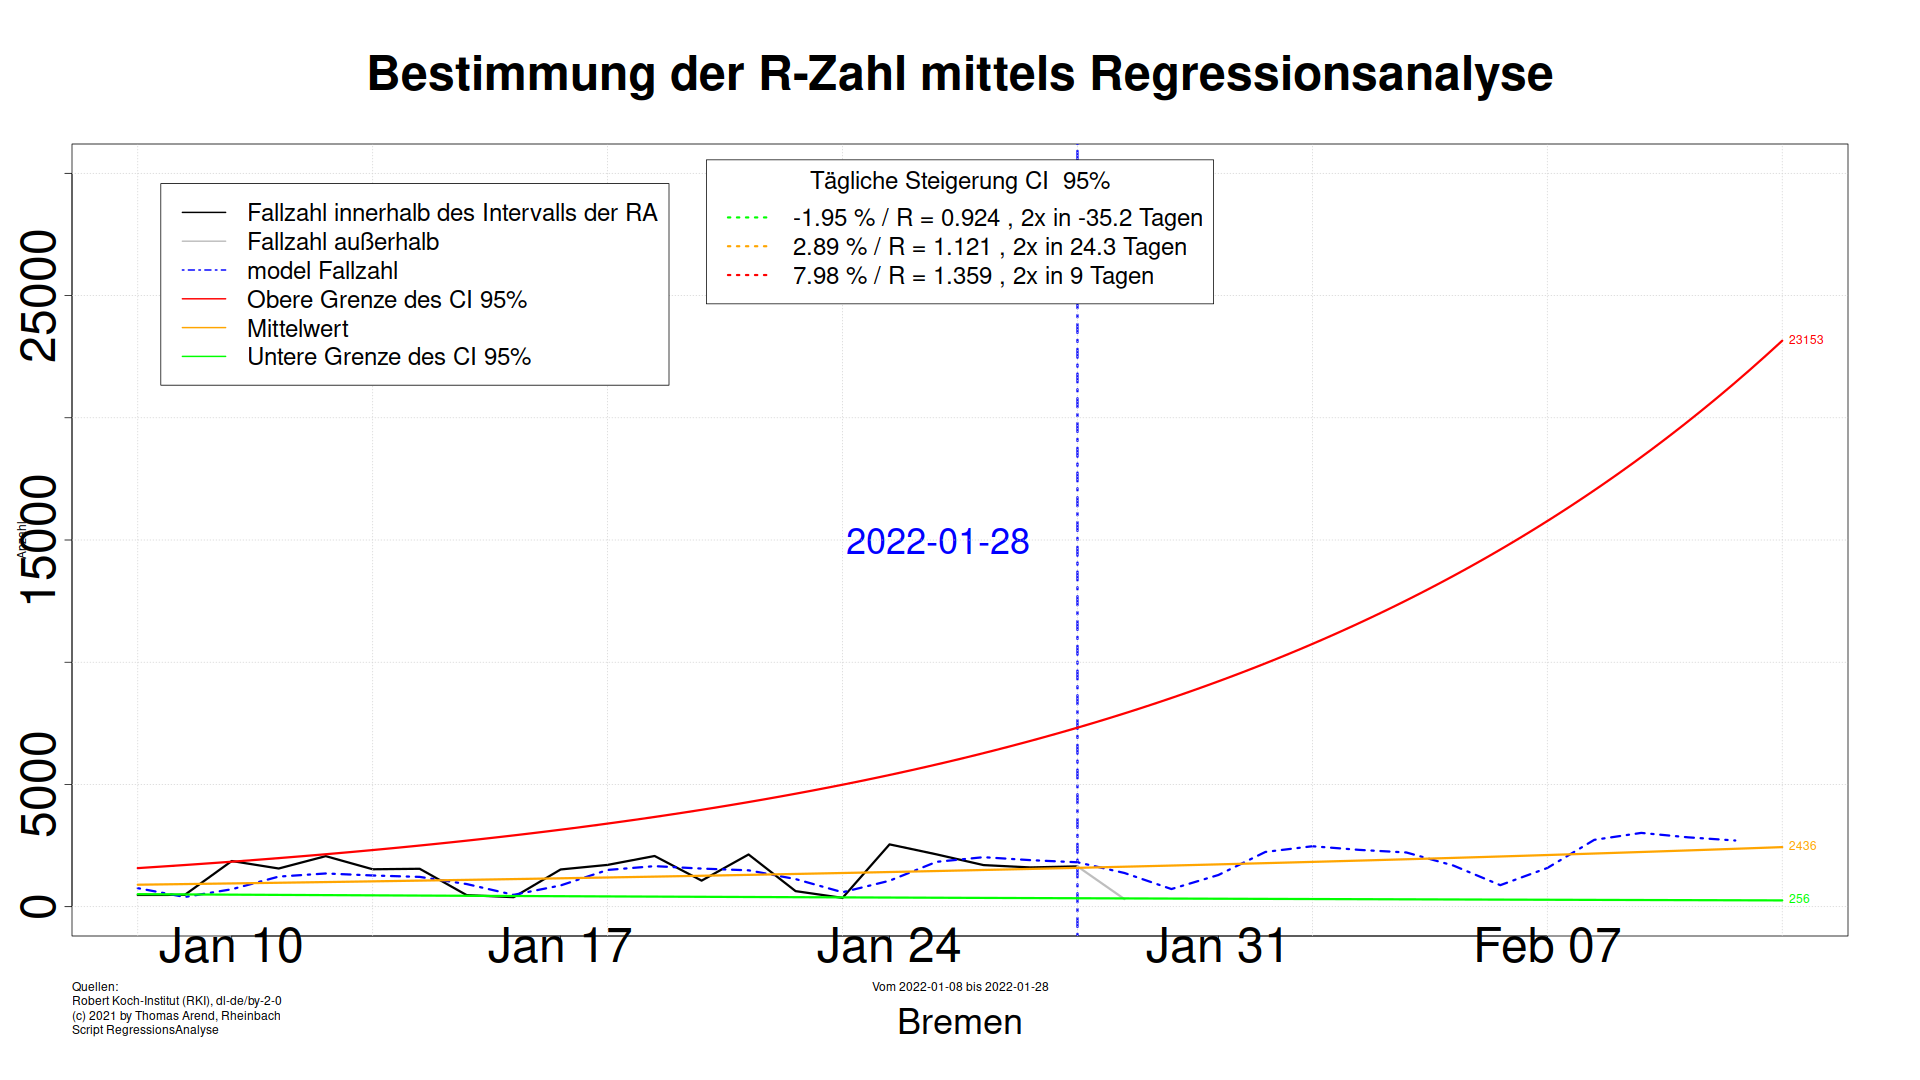 Bestimmung der R-Zahl mittels Regressionsanalyse
Fallzahl innerhalb des Intervalls der RA
Fallzahl außerhalb
model Fallzahl
Obere Grenze des CI 95%
Mittelwert
Untere Grenze des CI 95%
Tägliche Steigerung CI 95%
-1.95 % / R = 0.924 , 2x in -35.2 Tagen
2.89 % / R = 1.121 , 2x in 24.3 Tagen
7.98 % / R = 1.359 , 2x in 9 Tagen
25000
15000
5000
0
Anzahl
2022-01-28
23153
2436
256
Jan 10
Jan 17
Jan 24
Jan 31
Feb 07
Quellen:
Robert Koch-Institut (RKI), dl-de/by-2-0
(c) 2021 by Thomas Arend, Rheinbach
Script RegressionsAnalyse
Vom 2022-01-08 bis 2022-01-28
Bremen